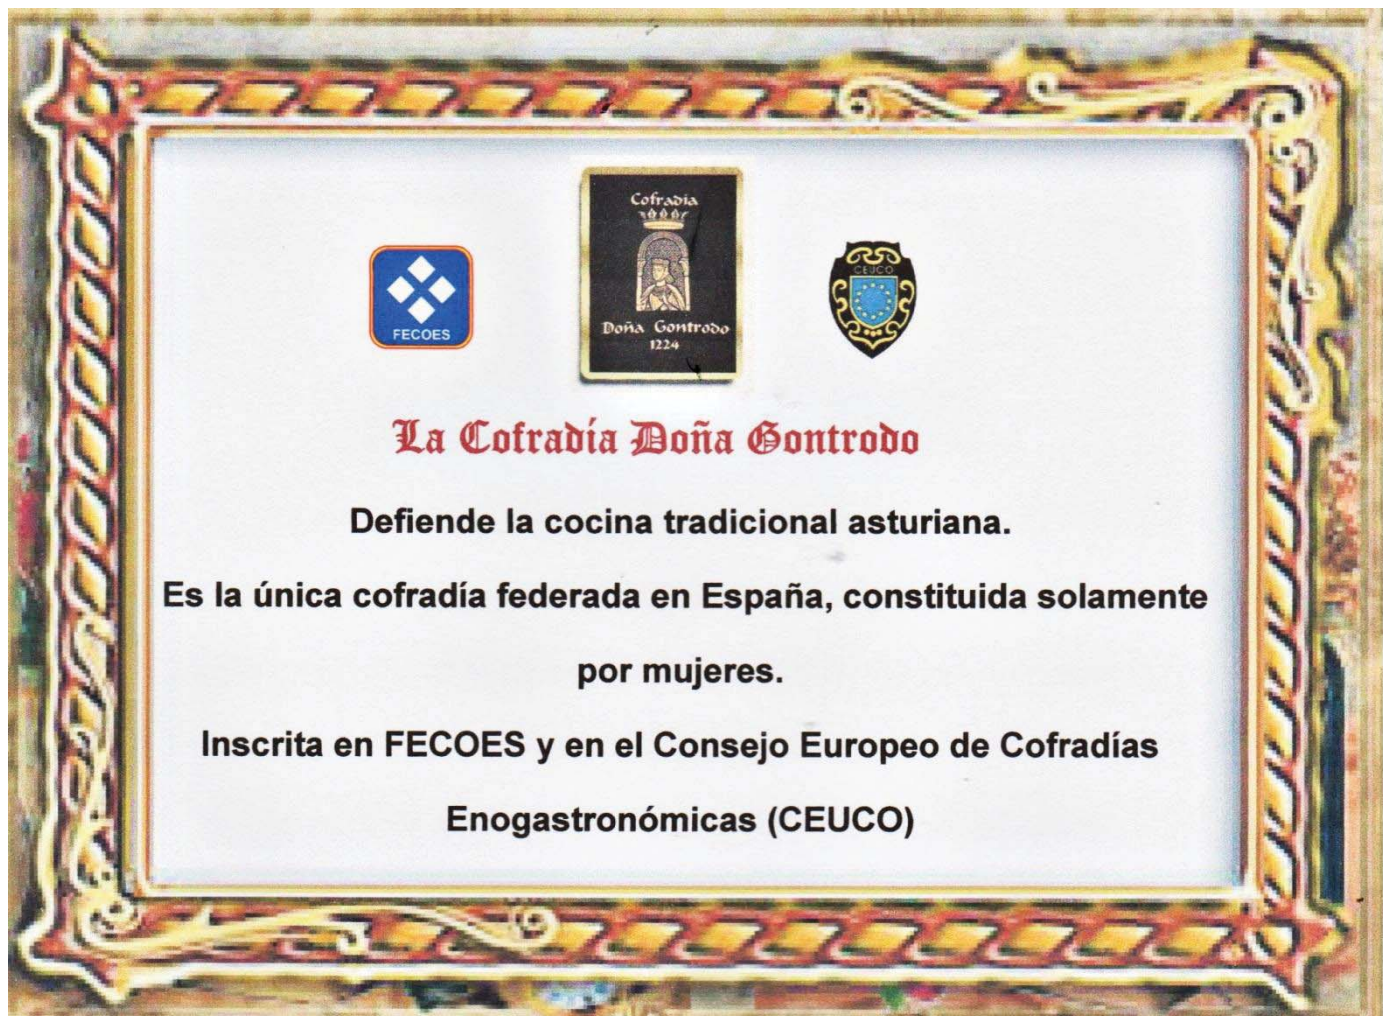 Cofradía
FECOES
Doña Gontrodo
1224
CEUCO
La Cofradía Doña Gontrodo
Defiende la cocina tradicional asturiana.
Es la única cofradía federada en España, constituida solamente
por mujeres.
Inscrita en FECOES y en el Consejo Europeo de Cofradías
Enogastronómicas (CEUCO)